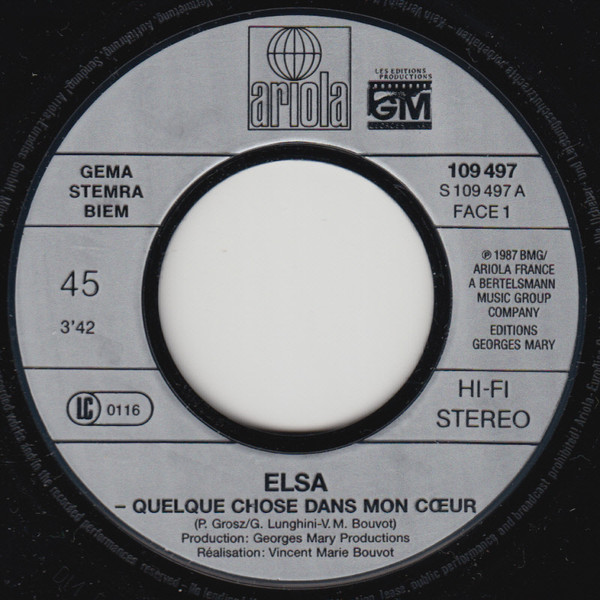 ariola
LES EDITIONS
PRODUCTIONS
GM
GEMA
STEMRA
BIEM
109 497
S 109 497 A
FACE 1
45
3'42
℗ 1987 BMG/
ARIOLA FRANCE
A BERTELSMANN
MUSIC GROUP
COMPANY
EDITIONS
GEORGES MARY
LC 0116
HI-FI
STEREO
ELSA
– QUELQUE CHOSE DANS MON CŒUR
(P. Grosz/G. Lunghini-V. M. Bouvot)
Production: Georges Mary Productions
Réalisation: Vincent Marie Bouvot